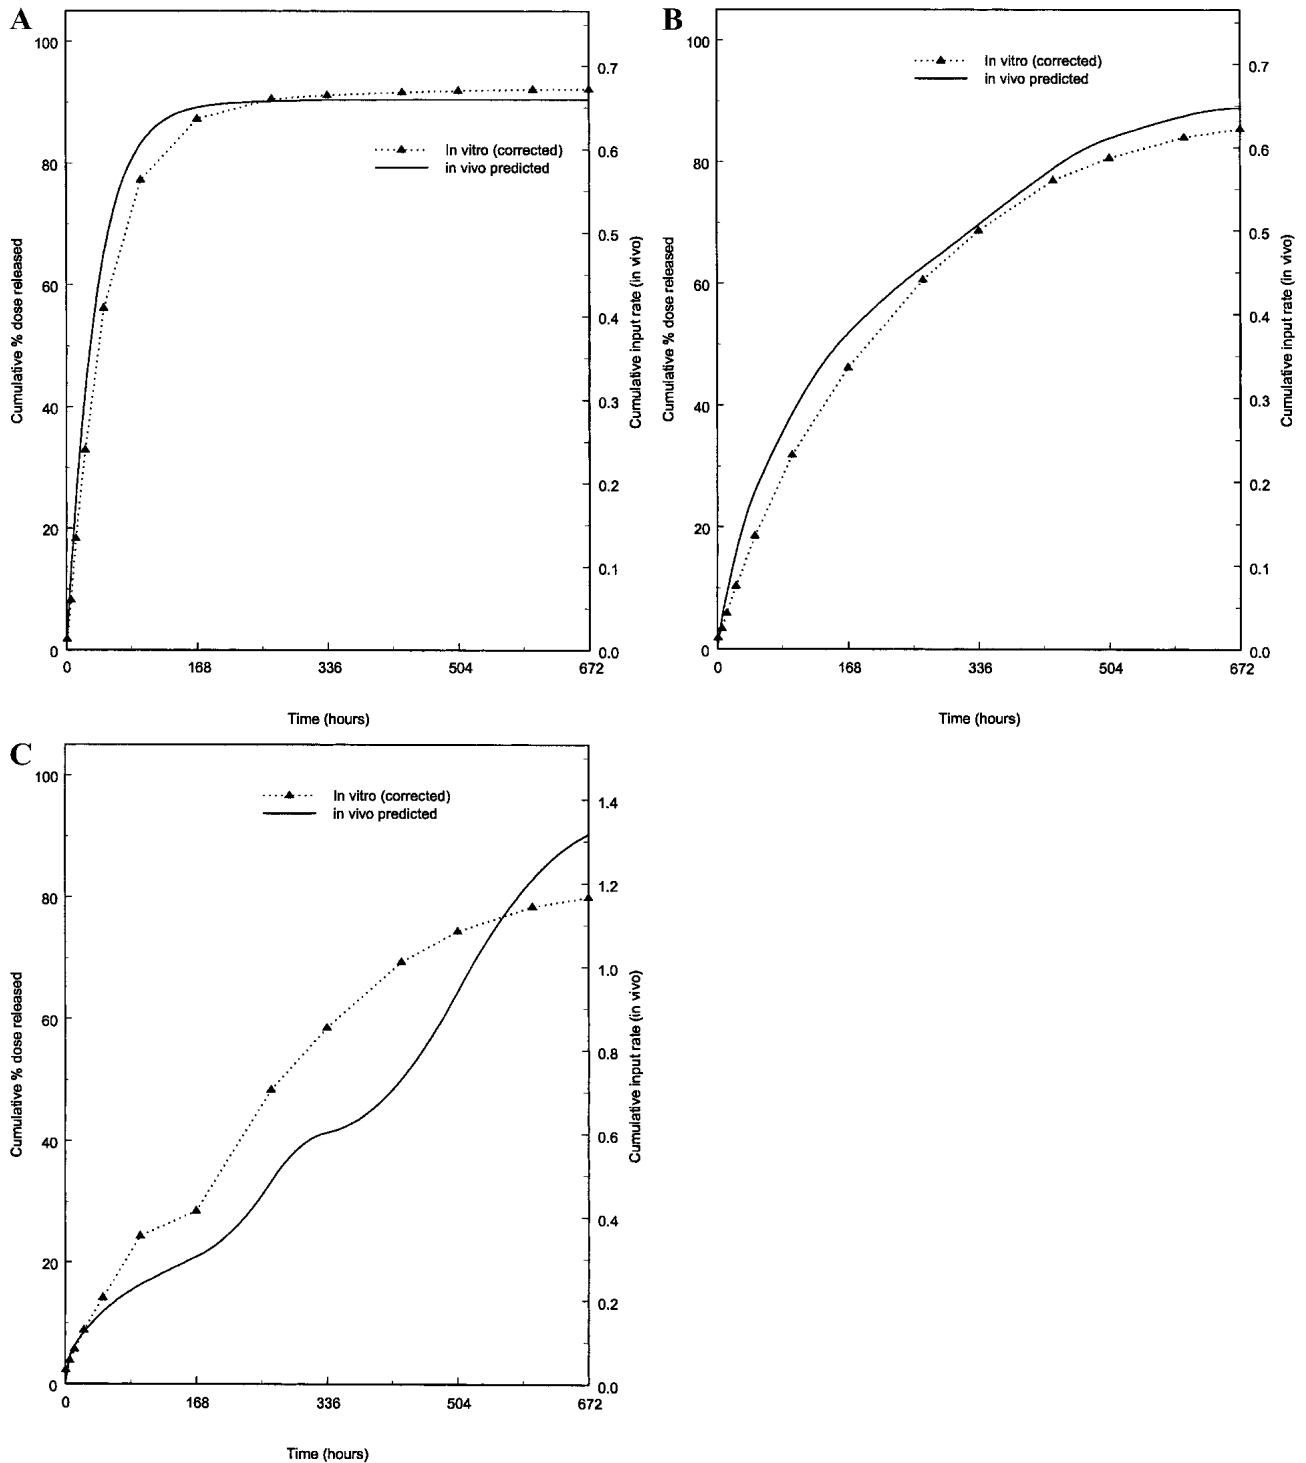 A
100
80
60
40
20
0
Cumulative % dose released
0.7
0.6
0.5
0.4
0.3
0.2
0.1
0.0
Cumulative input rate (in vivo)
In vitro (corrected)
in vivo predicted
0 168 336 504 672
Time (hours)
B
100
80
60
40
20
0
Cumulative % dose released
0.7
0.6
0.5
0.4
0.3
0.2
0.1
0.0
Cumulative input rate (in vivo)
In vitro (corrected)
in vivo predicted
0 168 336 504 672
Time (hours)
C
100
80
60
40
20
0
Cumulative % dose released
1.4
1.2
1.0
0.8
0.6
0.4
0.2
0.0
Cumulative input rate (in vivo)
In vitro (corrected)
in vivo predicted
0 168 336 504 672
Time (hours)